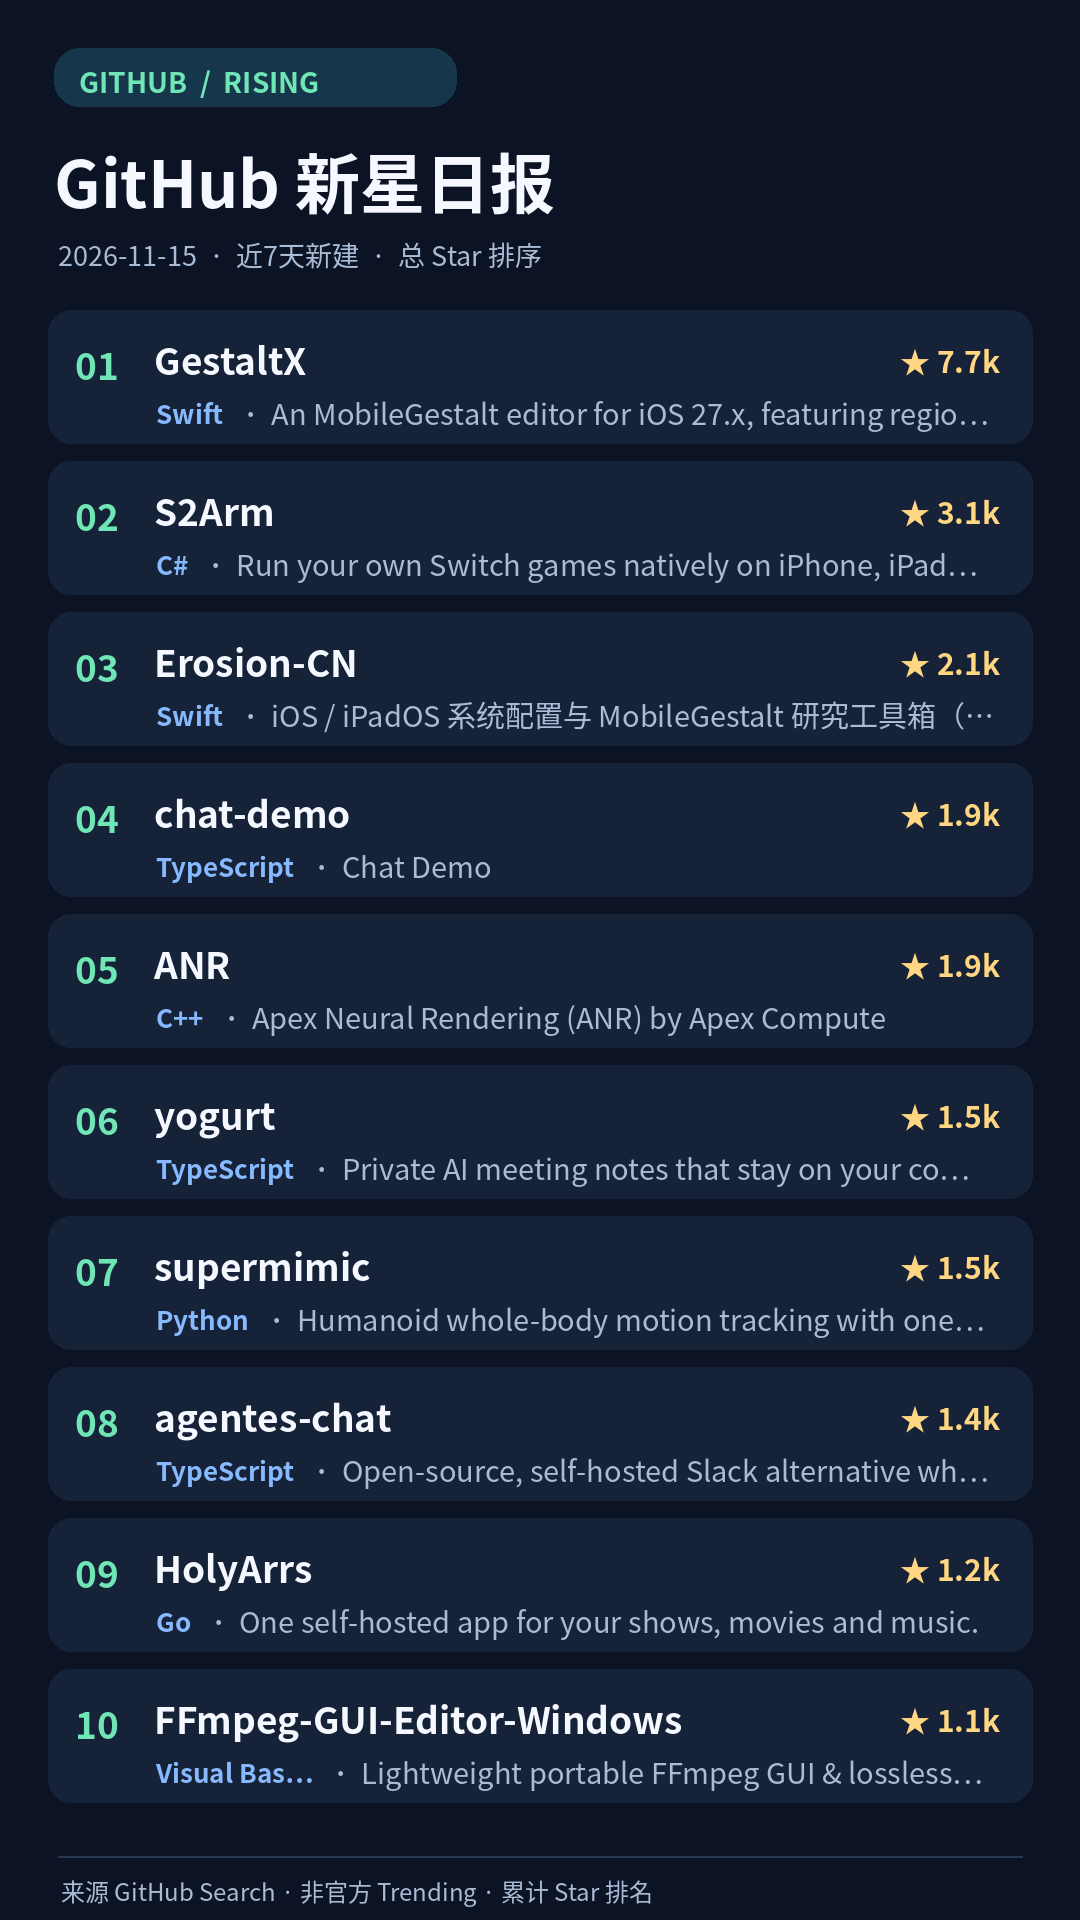 GITHUB / RISING
GitHub 新星日报
2026-11-15 · 近7天新建 · 总 Star 排序
01 GestaltX ★ 7.7k
Swift · An MobileGestalt editor for iOS 27.x, featuring regio…
02 S2Arm ★ 3.1k
C# · Run your own Switch games natively on iPhone, iPad…
03 Erosion-CN ★ 2.1k
Swift · iOS / iPadOS 系统配置与 MobileGestalt 研究工具箱（…
04 chat-demo ★ 1.9k
TypeScript · Chat Demo
05 ANR ★ 1.9k
C++ · Apex Neural Rendering (ANR) by Apex Compute
06 yogurt ★ 1.5k
TypeScript · Private AI meeting notes that stay on your co…
07 supermimic ★ 1.5k
Python · Humanoid whole-body motion tracking with one…
08 agentes-chat ★ 1.4k
TypeScript · Open-source, self-hosted Slack alternative wh…
09 HolyArrs ★ 1.2k
Go · One self-hosted app for your shows, movies and music.
10 FFmpeg-GUI-Editor-Windows ★ 1.1k
Visual Bas… · Lightweight portable FFmpeg GUI & lossless…
来源 GitHub Search · 非官方 Trending · 累计 Star 排名